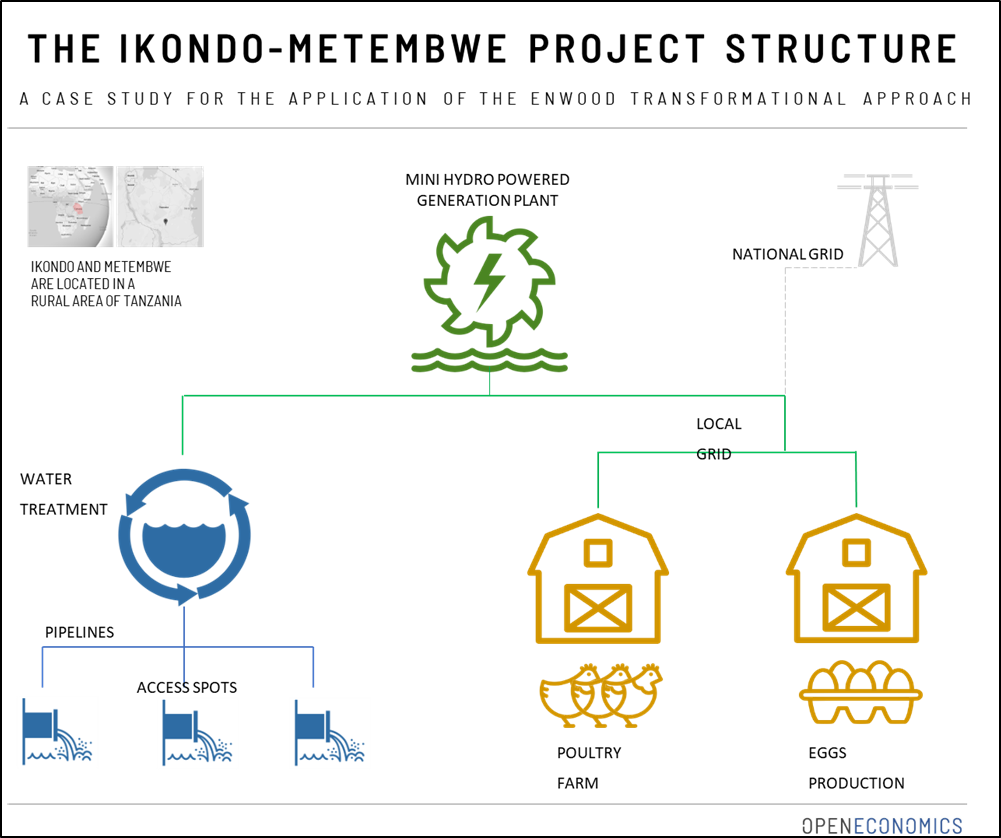 THE IKONDO-METEMBWE PROJECT STRUCTURE
A CASE STUDY FOR THE APPLICATION OF THE ENWOOD TRANSFORMATIONAL APPROACH
MINI HYDRO POWERED
GENERATION PLANT
NATIONAL GRID
IKONDO AND METEMBWE
ARE LOCATED IN A
RURAL AREA OF TANZANIA
LOCAL
GRID
WATER
TREATMENT
PIPELINES
ACCESS SPOTS
POULTRY
FARM
EGGS
PRODUCTION
OPENECONOMICS